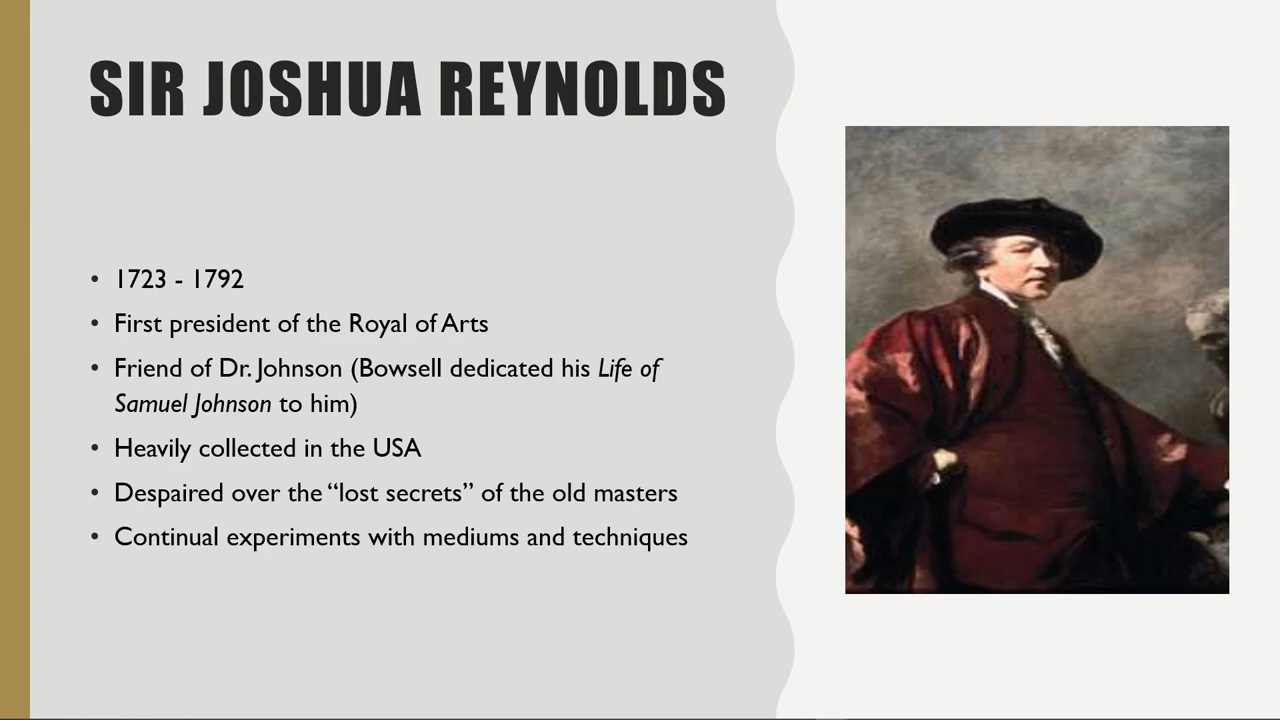 SIR JOSHUA REYNOLDS
• 1723 - 1792
• First president of the Royal of Arts
• Friend of Dr. Johnson (Bowsell dedicated his Life of
Samuel Johnson to him)
• Heavily collected in the USA
• Despaired over the “lost secrets” of the old masters
• Continual experiments with mediums and techniques